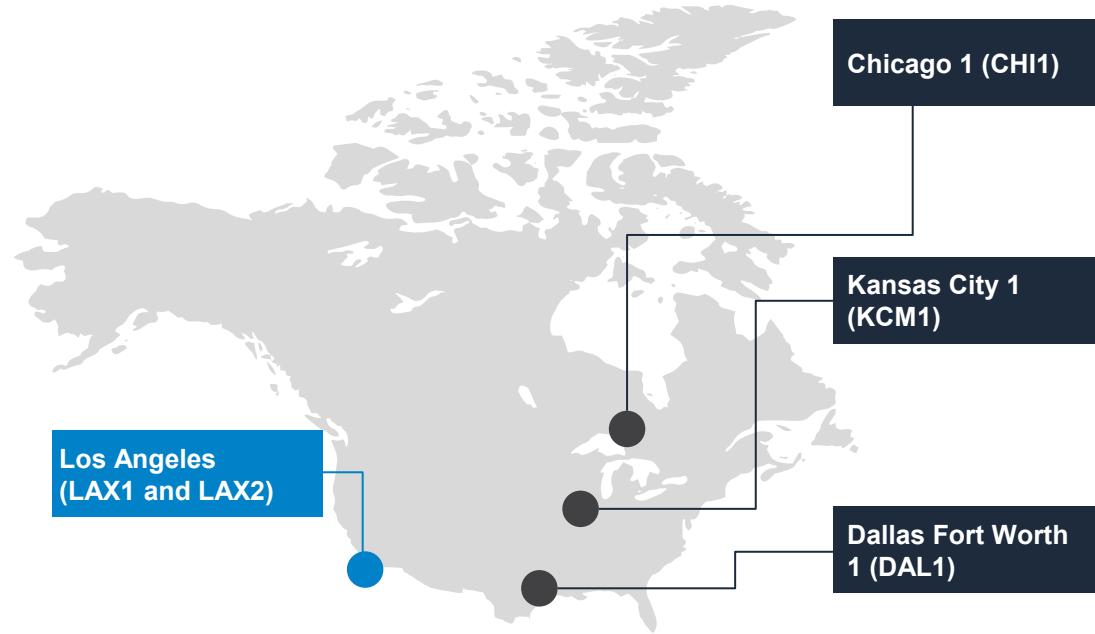 Chicago 1 (CHI1)
Kansas City 1
(KCM1)
Los Angeles
(LAX1 and LAX2)
Dallas Fort Worth
1 (DAL1)